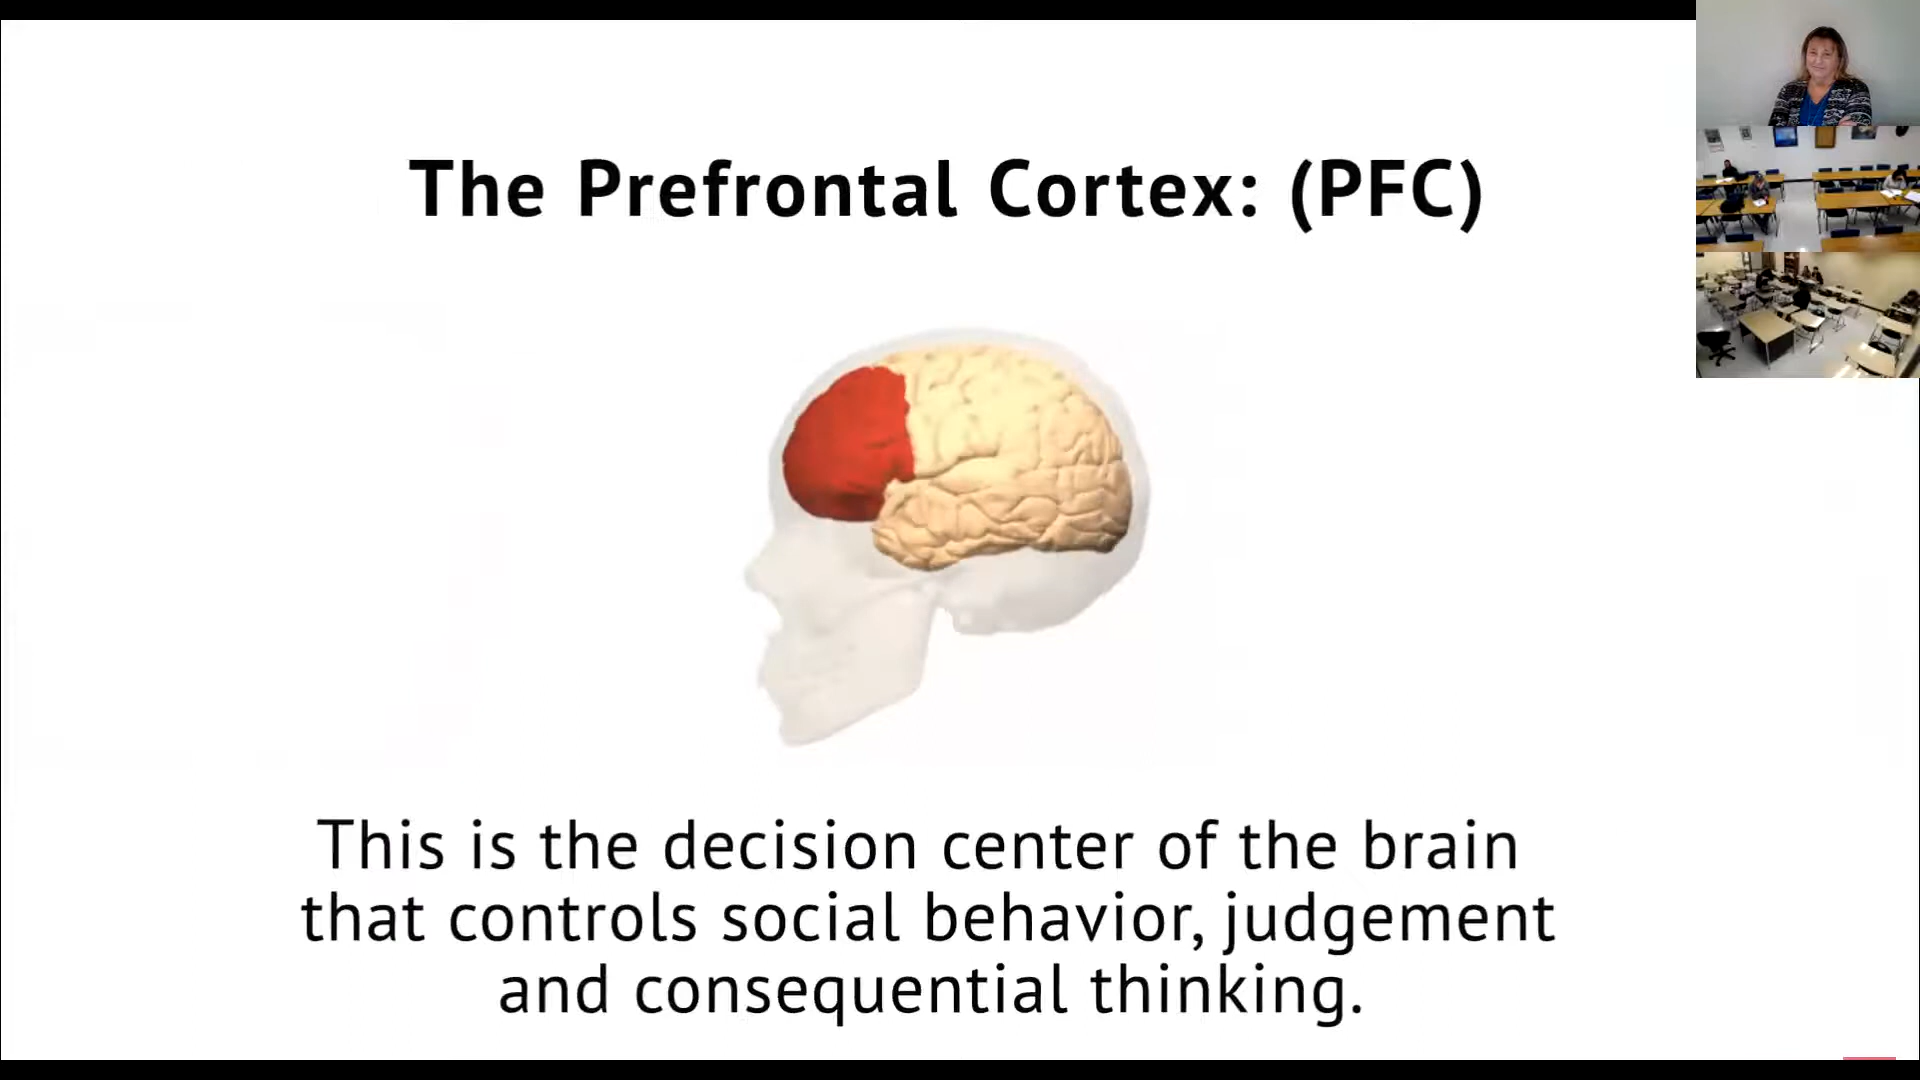 The Prefrontal Cortex: (PFC)
This is the decision center of the brain
that controls social behavior, judgement
and consequential thinking.